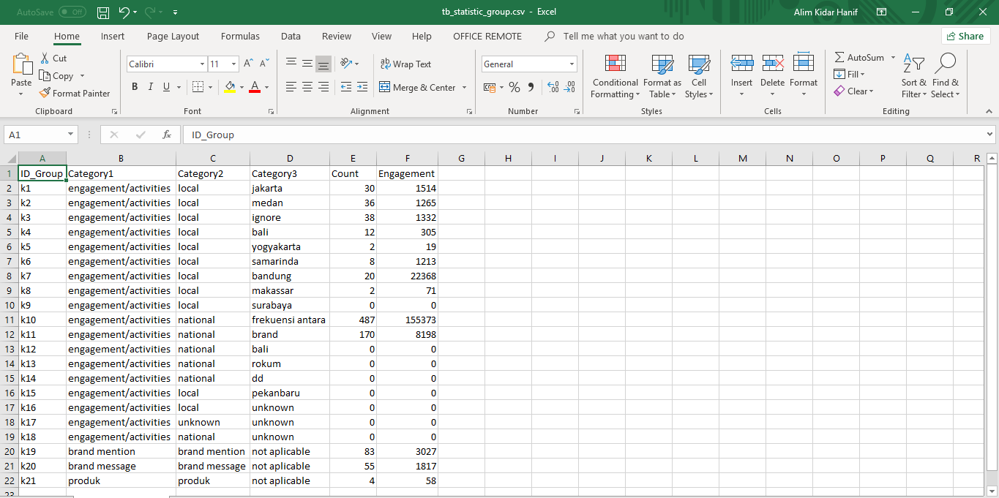 AutoSave Off tb_statistic_group.csv - Excel Alim Kidar Hanif
File Home Insert Page Layout Formulas Data Review View Help OFFICE REMOTE Tell me what you want to do Share
Paste
Cut
Copy
Format Painter
Clipboard
Calibri 11
B I U
Font
Wrap Text
Merge & Center
Alignment
General
Number
Conditional Formatting
Format as Table
Cell Styles
Styles
Insert Delete Format
Cells
AutoSum
Fill
Clear
Sort & Filter
Find & Select
Editing
A1 fx ID_Group
A B C D E F G H I J K L M N O P Q R
1 ID_Group Category1 Category2 Category3 Count Engagement
2 k1 engagement/activities local jakarta 30 1514
3 k2 engagement/activities local medan 36 1265
4 k3 engagement/activities local ignore 38 1332
5 k4 engagement/activities local bali 12 305
6 k5 engagement/activities local yogyakarta 2 19
7 k6 engagement/activities local samarinda 8 1213
8 k7 engagement/activities local bandung 20 22368
9 k8 engagement/activities local makassar 2 71
10 k9 engagement/activities local surabaya 0 0
11 k10 engagement/activities national frekuensi antara 487 155373
12 k11 engagement/activities national brand 170 8198
13 k12 engagement/activities national bali 0 0
14 k13 engagement/activities national rokum 0 0
15 k14 engagement/activities national dd 0 0
16 k15 engagement/activities local pekanbaru 0 0
17 k16 engagement/activities local unknown 0 0
18 k17 engagement/activities unknown unknown 0 0
19 k18 engagement/activities national unknown 0 0
20 k19 brand mention brand mention not aplicable 83 3027
21 k20 brand message brand message not aplicable 55 1817
22 k21 produk produk not aplicable 4 58
23